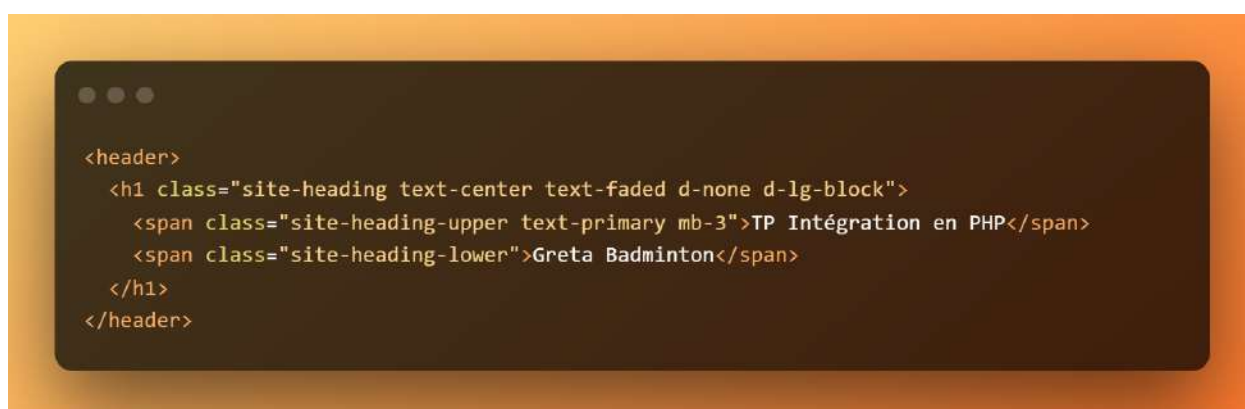 <header>
<h1 class="site-heading text-center text-faded d-none d-lg-block">
<span class="site-heading-upper text-primary mb-3">TP Intégration en PHP</span>
<span class="site-heading-lower">Greta Badminton</span>
</h1>
</header>